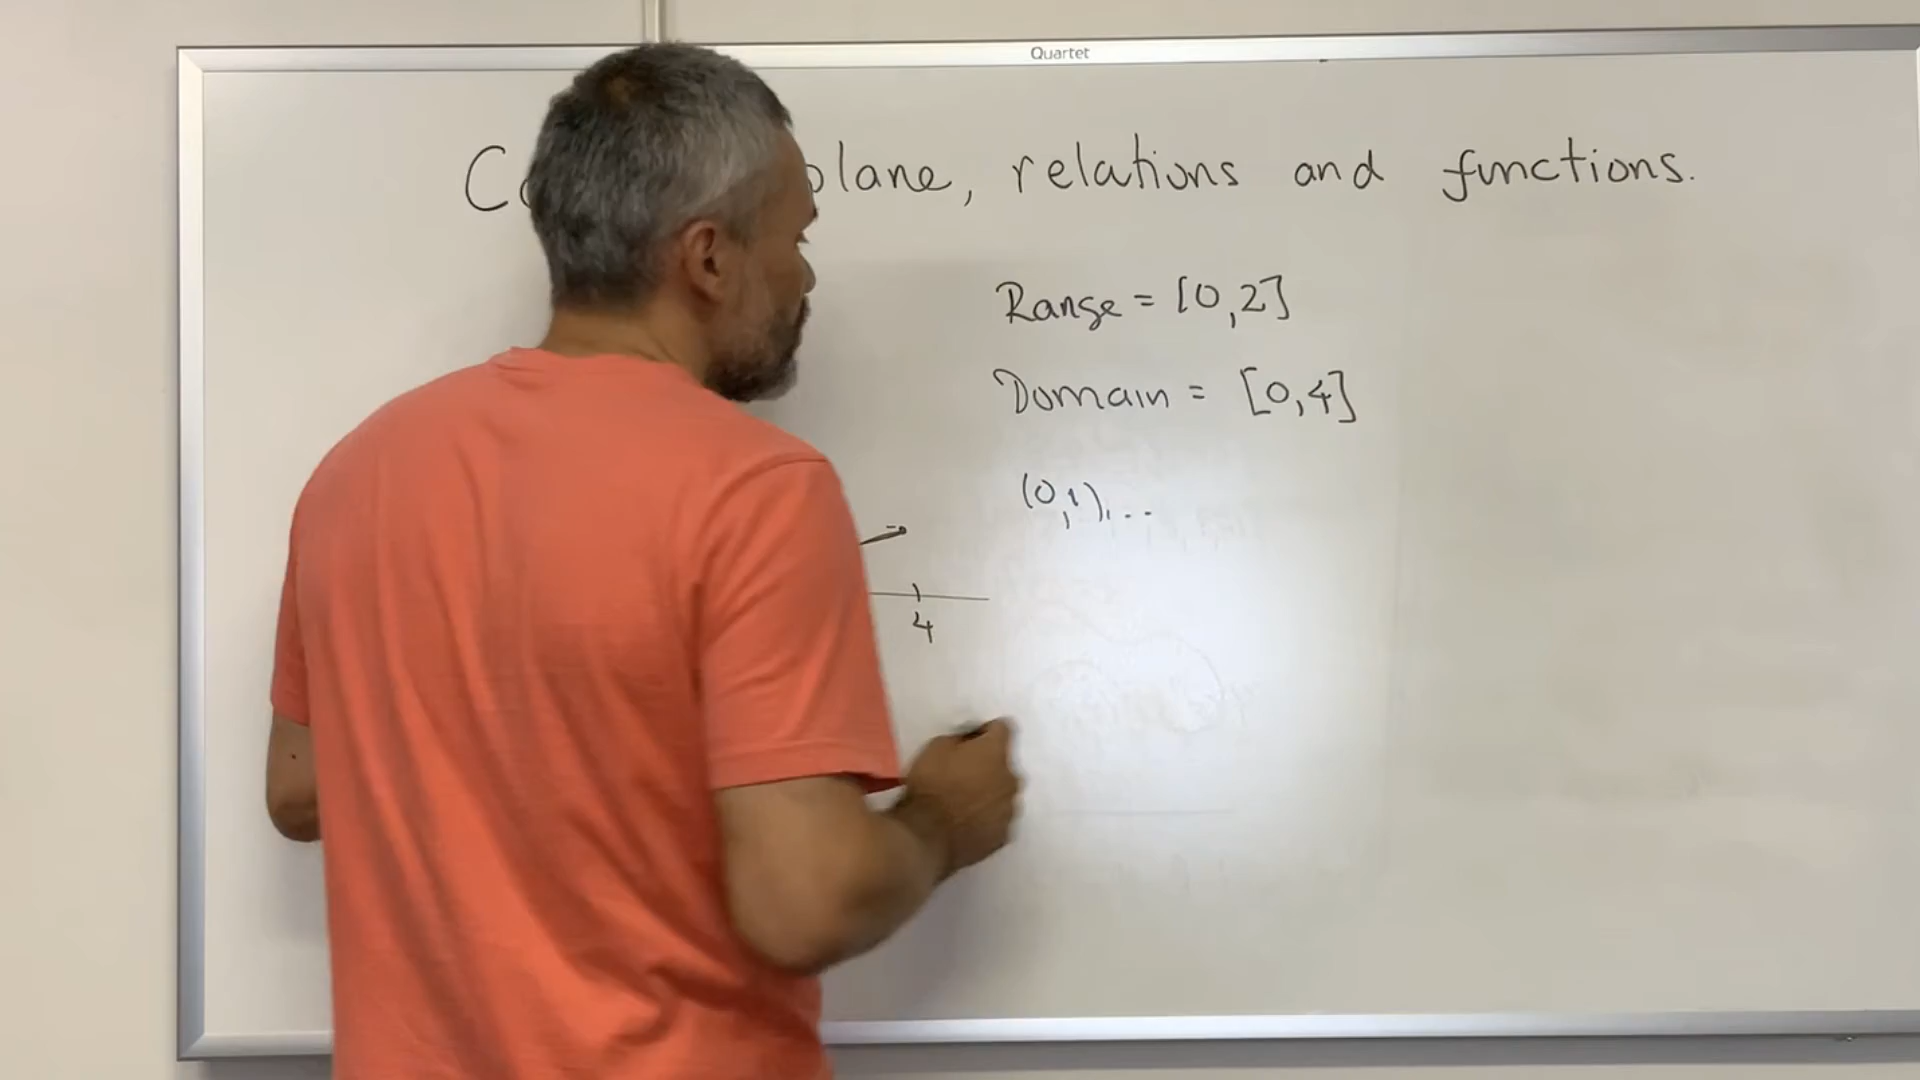 Quartet
plane, relations and functions.
Range = [0,2]
Domain = [0,4]
(0,1),...
4